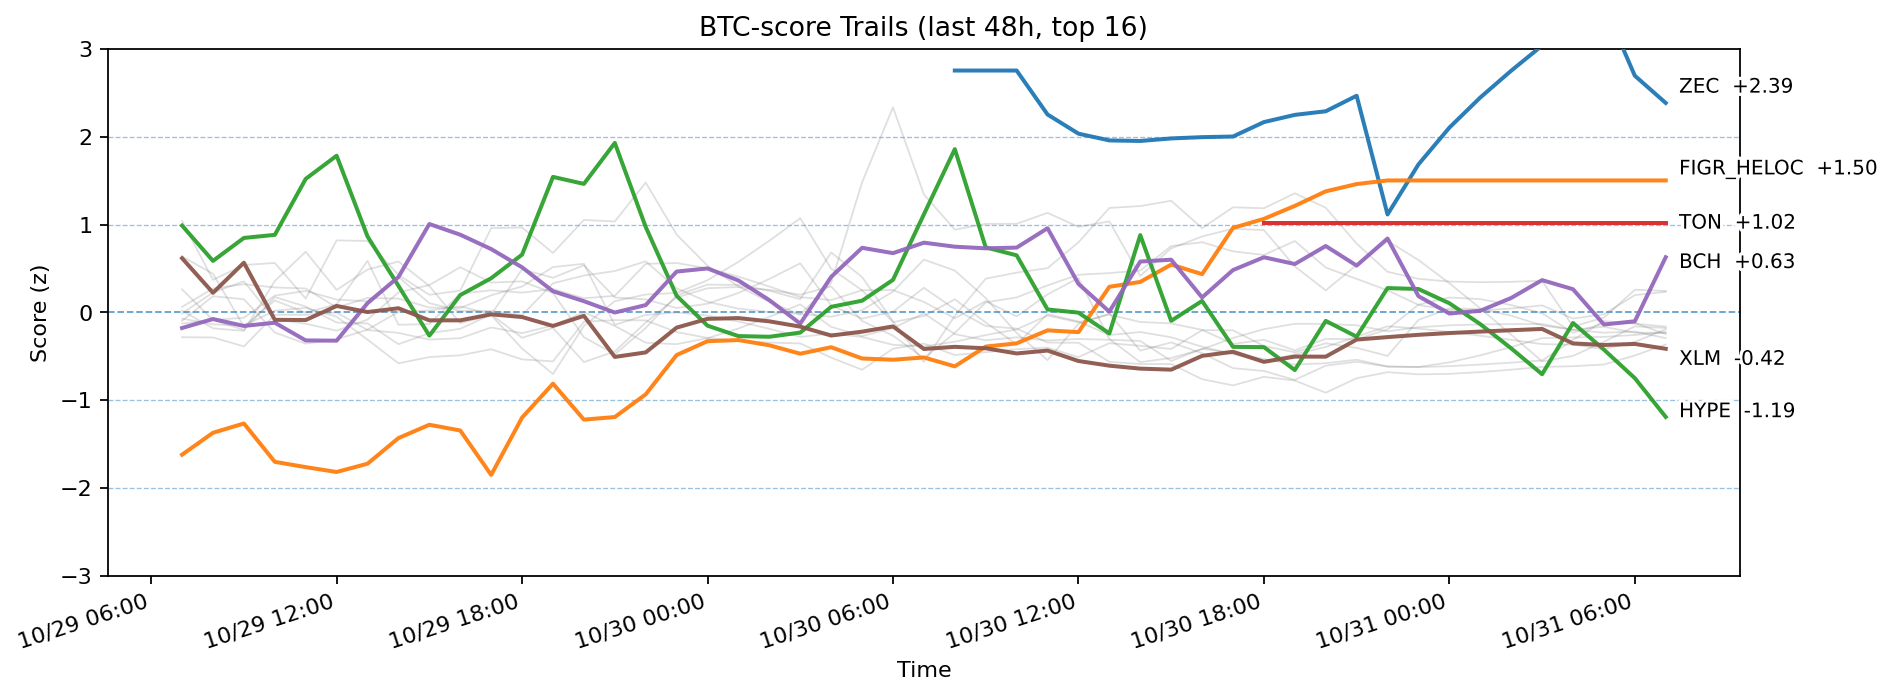 BTC-score Trails (last 48h, top 16)
3
2
1
0
−1
−2
−3
Score (z)
ZEC +2.39
FIGR_HELOC +1.50
TON +1.02
BCH +0.63
XLM -0.42
HYPE -1.19
10/29 06:00
10/29 12:00
10/29 18:00
10/30 00:00
10/30 06:00
10/30 12:00
10/30 18:00
10/31 00:00
10/31 06:00
Time